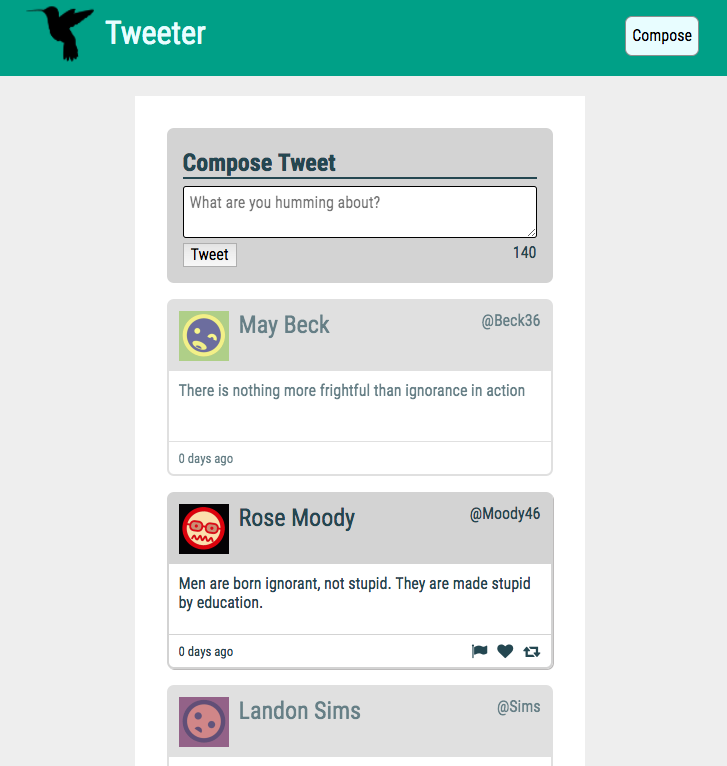 Tweeter
Compose
Compose Tweet
What are you humming about?
Tweet
140
May Beck
@Beck36
There is nothing more frightful than ignorance in action
0 days ago
Rose Moody
@Moody46
Men are born ignorant, not stupid. They are made stupid
by education.
0 days ago
Landon Sims
@Sims